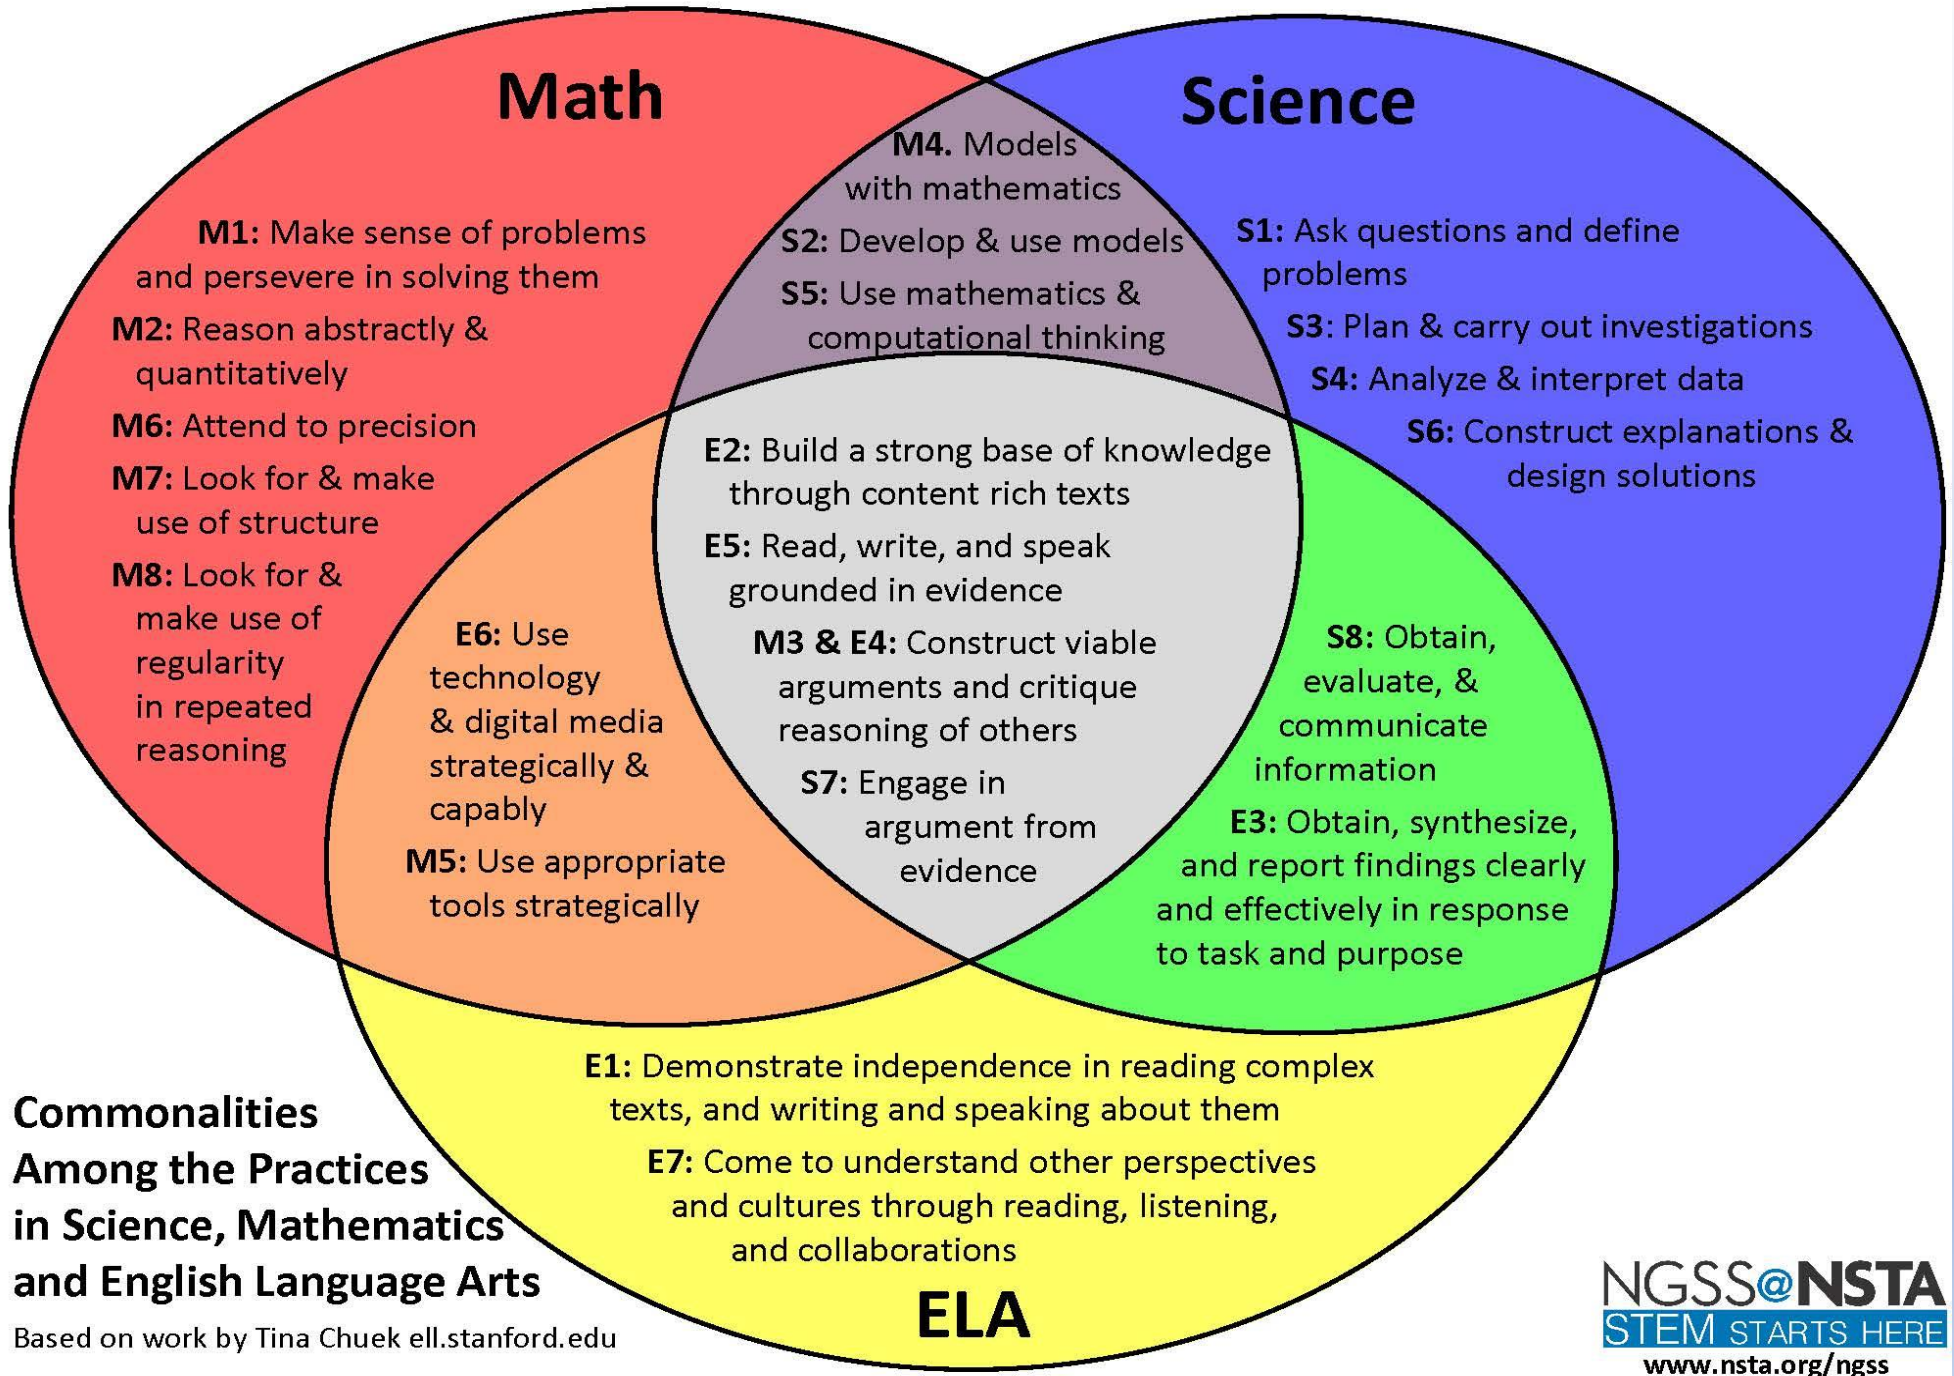 Math
Science
M4. Models
with mathematics
S2: Develop & use models
S5: Use mathematics &
computational thinking
M1: Make sense of problems
and persevere in solving them
M2: Reason abstractly &
quantitatively
M6: Attend to precision
M7: Look for & make
use of structure
M8: Look for &
make use of
regularity
in repeated
reasoning
S1: Ask questions and define
problems
S3: Plan & carry out investigations
S4: Analyze & interpret data
S6: Construct explanations &
design solutions
E2: Build a strong base of knowledge
through content rich texts
E5: Read, write, and speak
grounded in evidence
M3 & E4: Construct viable
arguments and critique
reasoning of others
S7: Engage in
argument from
evidence
E6: Use
technology
& digital media
strategically &
capably
M5: Use appropriate
tools strategically
S8: Obtain,
evaluate, &
communicate
information
E3: Obtain, synthesize,
and report findings clearly
and effectively in response
to task and purpose
E1: Demonstrate independence in reading complex
texts, and writing and speaking about them
E7: Come to understand other perspectives
and cultures through reading, listening,
and collaborations
ELA
Commonalities
Among the Practices
in Science, Mathematics
and English Language Arts
Based on work by Tina Chuek ell.stanford.edu
NGSS@NSTA
STEM STARTS HERE
www.nsta.org/ngss